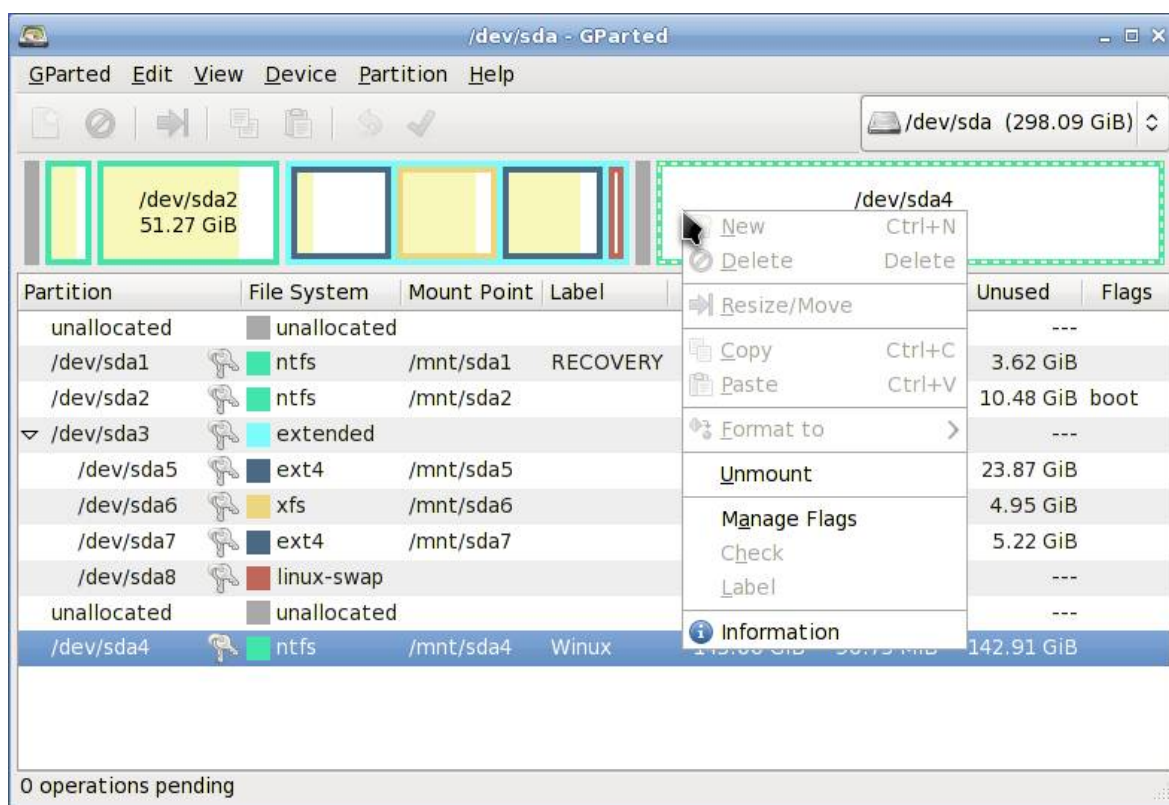 /dev/sda - GParted
GParted Edit View Device Partition Help
/dev/sda (298.09 GiB)
/dev/sda2
51.27 GiB
/dev/sda4
New Ctrl+N
Delete Delete
Resize/Move
Copy Ctrl+C
Paste Ctrl+V
Format to
Unmount
Manage Flags
Check
Label
Information
Partition File System Mount Point Label Unused Flags
unallocated unallocated ---
/dev/sda1 ntfs /mnt/sda1 RECOVERY 3.62 GiB
/dev/sda2 ntfs /mnt/sda2 10.48 GiB boot
/dev/sda3 extended ---
/dev/sda5 ext4 /mnt/sda5 23.87 GiB
/dev/sda6 xfs /mnt/sda6 4.95 GiB
/dev/sda7 ext4 /mnt/sda7 5.22 GiB
/dev/sda8 linux-swap ---
unallocated unallocated ---
/dev/sda4 ntfs /mnt/sda4 Winux 142.91 GiB
0 operations pending